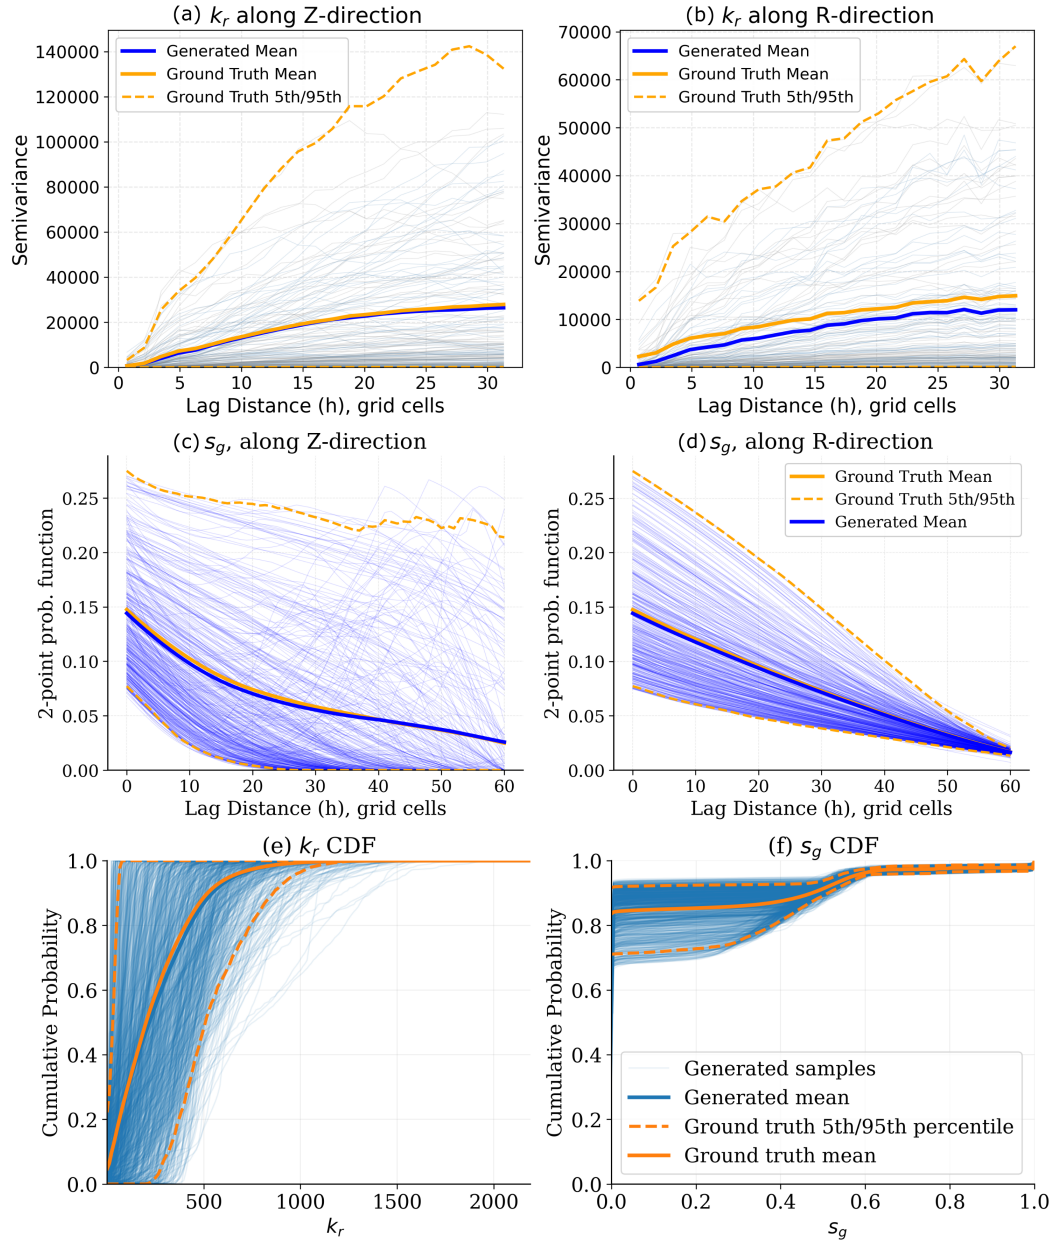 (a) kr along Z-direction
140000
120000
100000
80000
60000
40000
20000
0
Semivariance
Generated Mean
Ground Truth Mean
Ground Truth 5th/95th
0 5 10 15 20 25 30
Lag Distance (h), grid cells
(b) kr along R-direction
70000
60000
50000
40000
30000
20000
10000
0
Semivariance
Generated Mean
Ground Truth Mean
Ground Truth 5th/95th
0 5 10 15 20 25 30
Lag Distance (h), grid cells
(c) sg, along Z-direction
0.25
0.20
0.15
0.10
0.05
0.00
2-point prob. function
0 10 20 30 40 50 60
Lag Distance (h), grid cells
(d) sg, along R-direction
0.25
0.20
0.15
0.10
0.05
0.00
2-point prob. function
Ground Truth Mean
Ground Truth 5th/95th
Generated Mean
0 10 20 30 40 50 60
Lag Distance (h), grid cells
(e) kr CDF
1.0
0.8
0.6
0.4
0.2
0.0
Cumulative Probability
500 1000 1500 2000
kr
(f) sg CDF
1.0
0.8
0.6
0.4
0.2
0.0
Cumulative Probability
Generated samples
Generated mean
Ground truth 5th/95th percentile
Ground truth mean
0.0 0.2 0.4 0.6 0.8 1.0
sg